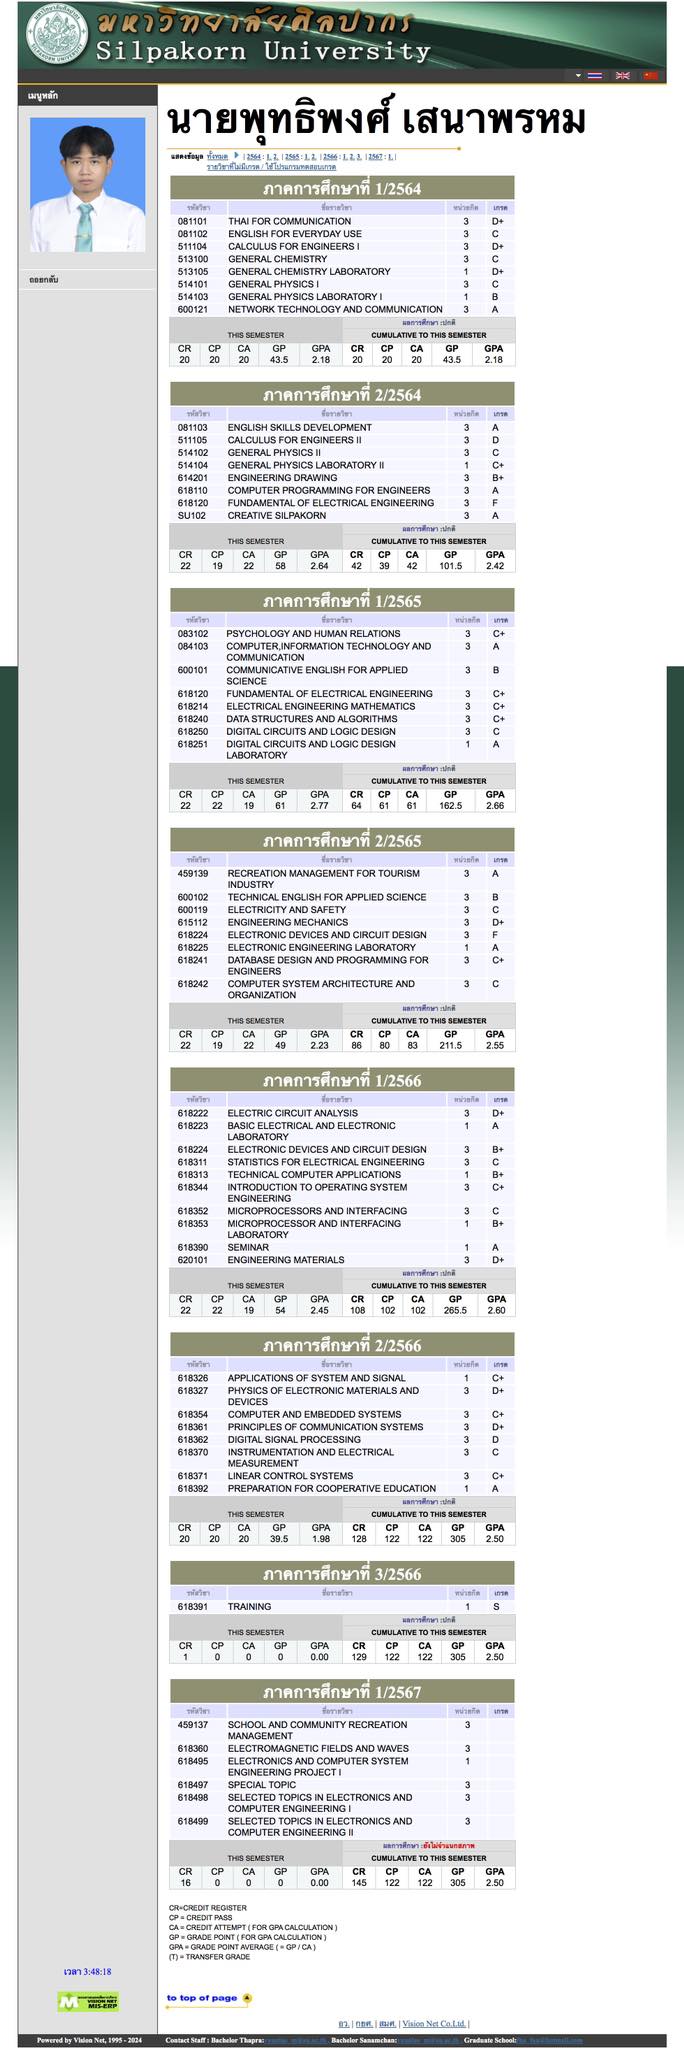 มหาวิทยาลัยศิลปากร
Silpakorn University
เมนูหลัก
ถอยกลับ
นายพุทธิพงศ์ เสนาพรหม
แสดงข้อมูล ทั้งหมด | 2564 : 1, 2, | 2565 : 1, 2, | 2566 : 1, 2, 3, | 2567 : 1, |
รายวิชาที่ไม่มีเกรด / ใช้โปรแกรมทดสอบเกรด
ภาคการศึกษาที่ 1/2564
รหัสวิชา ชื่อรายวิชา หน่วยกิต เกรด
081101 THAI FOR COMMUNICATION 3 D+
081102 ENGLISH FOR EVERYDAY USE 3 C
511104 CALCULUS FOR ENGINEERS I 3 D+
513100 GENERAL CHEMISTRY 3 C
513105 GENERAL CHEMISTRY LABORATORY 1 D+
514101 GENERAL PHYSICS I 3 C
514103 GENERAL PHYSICS LABORATORY I 1 B
600121 NETWORK TECHNOLOGY AND COMMUNICATION 3 A
ผลการศึกษา :ปกติ
THIS SEMESTER CUMULATIVE TO THIS SEMESTER
CR CP CA GP GPA CR CP CA GP GPA
20 20 20 43.5 2.18 20 20 20 43.5 2.18
ภาคการศึกษาที่ 2/2564
รหัสวิชา ชื่อรายวิชา หน่วยกิต เกรด
081103 ENGLISH SKILLS DEVELOPMENT 3 A
511105 CALCULUS FOR ENGINEERS II 3 D
514102 GENERAL PHYSICS II 3 C
514104 GENERAL PHYSICS LABORATORY II 1 C+
614201 ENGINEERING DRAWING 3 B+
618110 COMPUTER PROGRAMMING FOR ENGINEERS 3 A
618120 FUNDAMENTAL OF ELECTRICAL ENGINEERING 3 F
SU102 CREATIVE SILPAKORN 3 A
ผลการศึกษา :ปกติ
THIS SEMESTER CUMULATIVE TO THIS SEMESTER
CR CP CA GP GPA CR CP CA GP GPA
22 19 22 58 2.64 42 39 42 101.5 2.42
ภาคการศึกษาที่ 1/2565
รหัสวิชา ชื่อรายวิชา หน่วยกิต เกรด
083102 PSYCHOLOGY AND HUMAN RELATIONS 3 C+
084103 COMPUTER,INFORMATION TECHNOLOGY AND 3 A
COMMUNICATION
600101 COMMUNICATIVE ENGLISH FOR APPLIED 3 B
SCIENCE
618120 FUNDAMENTAL OF ELECTRICAL ENGINEERING 3 C+
618214 ELECTRICAL ENGINEERING MATHEMATICS 3 C+
618240 DATA STRUCTURES AND ALGORITHMS 3 C+
618250 DIGITAL CIRCUITS AND LOGIC DESIGN 3 C
618251 DIGITAL CIRCUITS AND LOGIC DESIGN 1 A
LABORATORY
ผลการศึกษา :ปกติ
THIS SEMESTER CUMULATIVE TO THIS SEMESTER
CR CP CA GP GPA CR CP CA GP GPA
22 22 19 61 2.77 64 61 61 162.5 2.66
ภาคการศึกษาที่ 2/2565
รหัสวิชา ชื่อรายวิชา หน่วยกิต เกรด
459139 RECREATION MANAGEMENT FOR TOURISM 3 A
INDUSTRY
600102 TECHNICAL ENGLISH FOR APPLIED SCIENCE 3 B
600119 ELECTRICITY AND SAFETY 3 C
615112 ENGINEERING MECHANICS 3 D+
618224 ELECTRONIC DEVICES AND CIRCUIT DESIGN 3 F
618225 ELECTRONIC ENGINEERING LABORATORY 1 A
618241 DATABASE DESIGN AND PROGRAMMING FOR 3 C+
ENGINEERS
618242 COMPUTER SYSTEM ARCHITECTURE AND 3 C
ORGANIZATION
ผลการศึกษา :ปกติ
THIS SEMESTER CUMULATIVE TO THIS SEMESTER
CR CP CA GP GPA CR CP CA GP GPA
22 19 22 49 2.23 86 80 83 211.5 2.55
ภาคการศึกษาที่ 1/2566
รหัสวิชา ชื่อรายวิชา หน่วยกิต เกรด
618222 ELECTRIC CIRCUIT ANALYSIS 3 D+
618223 BASIC ELECTRICAL AND ELECTRONIC 1 A
LABORATORY
618224 ELECTRONIC DEVICES AND CIRCUIT DESIGN 3 B+
618311 STATISTICS FOR ELECTRICAL ENGINEERING 3 C
618313 TECHNICAL COMPUTER APPLICATIONS 1 B+
618344 INTRODUCTION TO OPERATING SYSTEM 3 C+
ENGINEERING
618352 MICROPROCESSORS AND INTERFACING 3 C
618353 MICROPROCESSOR AND INTERFACING 1 B+
LABORATORY
618390 SEMINAR 1 A
620101 ENGINEERING MATERIALS 3 D+
ผลการศึกษา :ปกติ
THIS SEMESTER CUMULATIVE TO THIS SEMESTER
CR CP CA GP GPA CR CP CA GP GPA
22 22 19 54 2.45 108 102 102 265.5 2.60
ภาคการศึกษาที่ 2/2566
รหัสวิชา ชื่อรายวิชา หน่วยกิต เกรด
618326 APPLICATIONS OF SYSTEM AND SIGNAL 1 C+
618327 PHYSICS OF ELECTRONIC MATERIALS AND 3 D+
DEVICES
618354 COMPUTER AND EMBEDDED SYSTEMS 3 C+
618361 PRINCIPLES OF COMMUNICATION SYSTEMS 3 D+
618362 DIGITAL SIGNAL PROCESSING 3 D
618370 INSTRUMENTATION AND ELECTRICAL 3 C
MEASUREMENT
618371 LINEAR CONTROL SYSTEMS 3 C+
618392 PREPARATION FOR COOPERATIVE EDUCATION 1 A
ผลการศึกษา :ปกติ
THIS SEMESTER CUMULATIVE TO THIS SEMESTER
CR CP CA GP GPA CR CP CA GP GPA
20 20 20 39.5 1.98 128 122 122 305 2.50
ภาคการศึกษาที่ 3/2566
รหัสวิชา ชื่อรายวิชา หน่วยกิต เกรด
618391 TRAINING 1 S
ผลการศึกษา :ปกติ
THIS SEMESTER CUMULATIVE TO THIS SEMESTER
CR CP CA GP GPA CR CP CA GP GPA
1 0 0 0 0.00 129 122 122 305 2.50
ภาคการศึกษาที่ 1/2567
รหัสวิชา ชื่อรายวิชา หน่วยกิต เกรด
459137 SCHOOL AND COMMUNITY RECREATION 3
MANAGEMENT
618360 ELECTROMAGNETIC FIELDS AND WAVES 3
618495 ELECTRONICS AND COMPUTER SYSTEM 1
ENGINEERING PROJECT I
618497 SPECIAL TOPIC 3
618498 SELECTED TOPICS IN ELECTRONICS AND 3
COMPUTER ENGINEERING I
618499 SELECTED TOPICS IN ELECTRONICS AND 3
COMPUTER ENGINEERING II
ผลการศึกษา :ยังไม่จำแนกสภาพ
THIS SEMESTER CUMULATIVE TO THIS SEMESTER
CR CP CA GP GPA CR CP CA GP GPA
16 0 0 0 0.00 145 122 122 305 2.50
CR=CREDIT REGISTER
CP = CREDIT PASS
CA = CREDIT ATTEMPT ( FOR GPA CALCULATION )
GP = GRADE POINT ( FOR GPA CALCULATION )
GPA = GRADE POINT AVERAGE ( = GP / CA )
(T) = TRANSFER GRADE
เวลา 3:48:18
VISION NET
MIS-ERP
to top of page
อว. | กยศ. | สมศ. | Vision Net Co.Ltd. |
Powered by Vision Net, 1995 - 2024 Contact Staff : Bachelor Thapra: Bachelor Sanamchan: Graduate School: